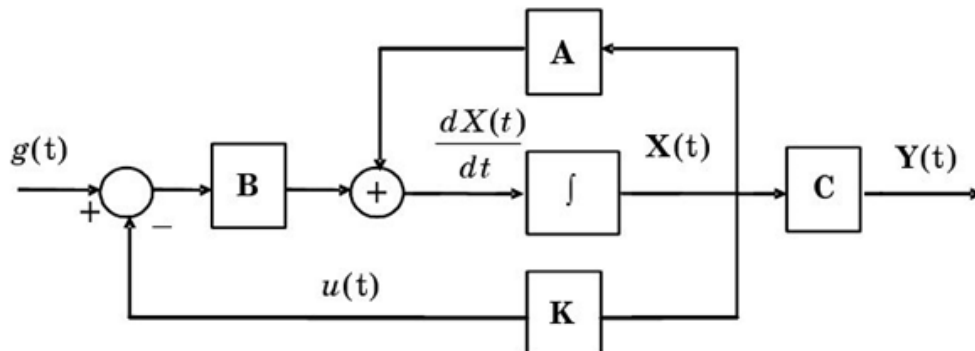 A
dX(t)
dt
g(t)
X(t)
Y(t)
B
+
∫
C
+
−
u(t)
K